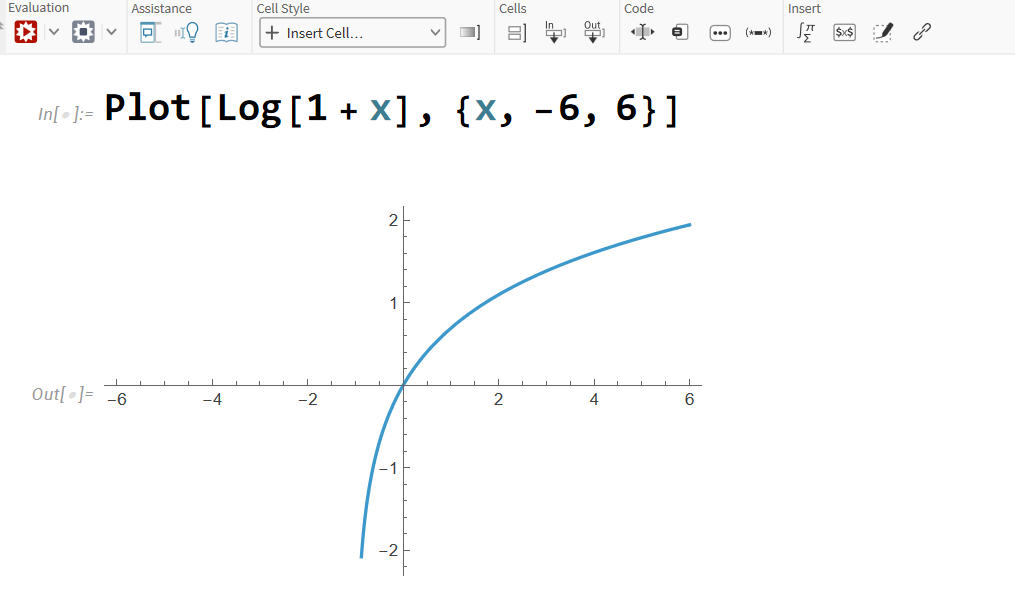 Evaluation Assistance Cell Style Cells Code Insert
+ Insert Cell... In Out ∫π Σ $x$
In[ ]:= Plot[Log[1 + x], {x, -6, 6}]
2
1
Out[ ]= -6 -4 -2 2 4 6
-1
-2